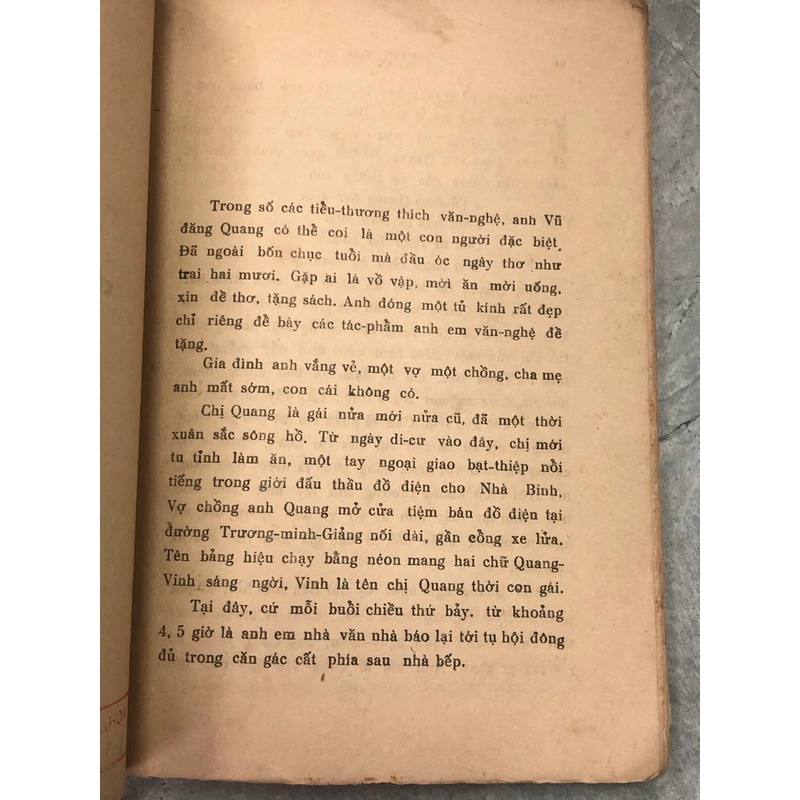 Trong số các tiểu-thương thích văn-nghệ, anh Vũ
đăng Quang có thể coi là một con người đặc biệt.
Đã ngoài bốn chục tuổi mà đầu óc ngây thơ như
trai hai mươi. Gặp ai là vồ vập, mời ăn mời uống,
xin đề thơ, tặng sách. Anh đóng một tủ kính rất đẹp
chỉ riêng để bày các tác-phẩm anh em văn-nghệ đề
tặng.
Gia đình anh vắng vẻ, một vợ một chồng, cha mẹ
anh mất sớm, con cái không có.
Chị Quang là gái nửa mới nửa cũ, đã một thời
xuân sắc sông hồ. Từ ngày di-cư vào đây, chị mới
tu tỉnh làm ăn, một tay ngoại giao bạt-thiệp nổi
tiếng trong giới đấu thầu đồ điện cho Nhà Binh.
Vợ chồng anh Quang mở cửa tiệm bán đồ điện tại
đường Trương-minh-Giảng nối dài, gần cổng xe lửa.
Tên bảng hiệu chạy bằng néon mang hai chữ Quang-
Vinh sáng ngời, Vinh là tên chị Quang thời con gái.
Tại đây, cứ mỗi buổi chiều thứ bảy. từ khoảng
4, 5 giờ là anh em nhà văn nhà báo lại tới tụ hội đông
đủ trong căn gác cất phía sau nhà bếp.